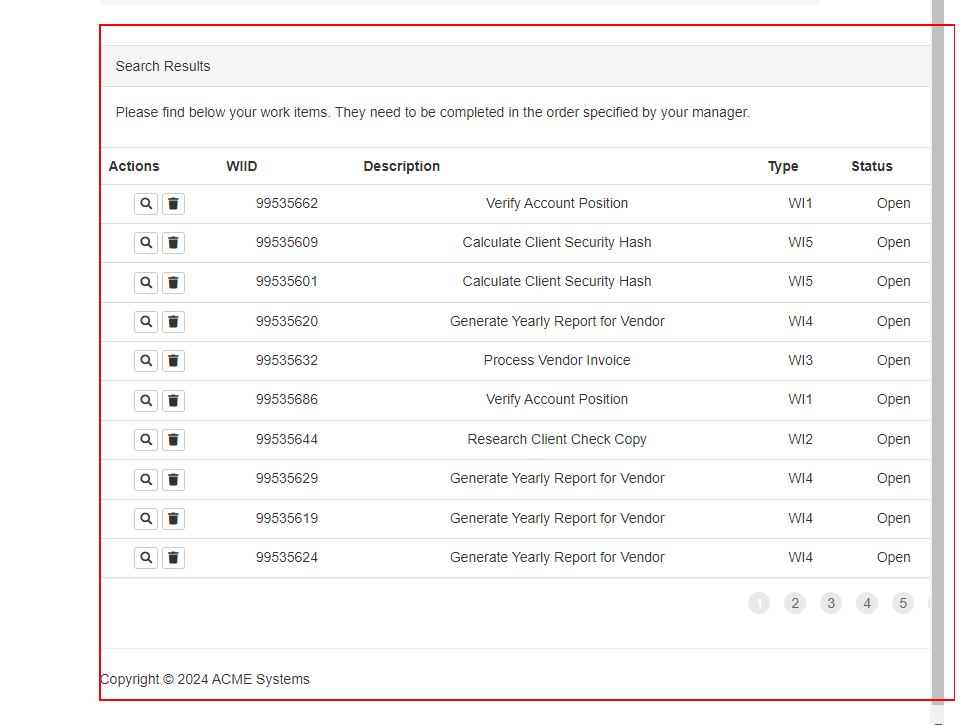 Search Results
Please find below your work items. They need to be completed in the order specified by your manager.
Actions WIID Description Type Status
99535662 Verify Account Position WI1 Open
99535609 Calculate Client Security Hash WI5 Open
99535601 Calculate Client Security Hash WI5 Open
99535620 Generate Yearly Report for Vendor WI4 Open
99535632 Process Vendor Invoice WI3 Open
99535686 Verify Account Position WI1 Open
99535644 Research Client Check Copy WI2 Open
99535629 Generate Yearly Report for Vendor WI4 Open
99535619 Generate Yearly Report for Vendor WI4 Open
99535624 Generate Yearly Report for Vendor WI4 Open
1 2 3 4 5
Copyright © 2024 ACME Systems